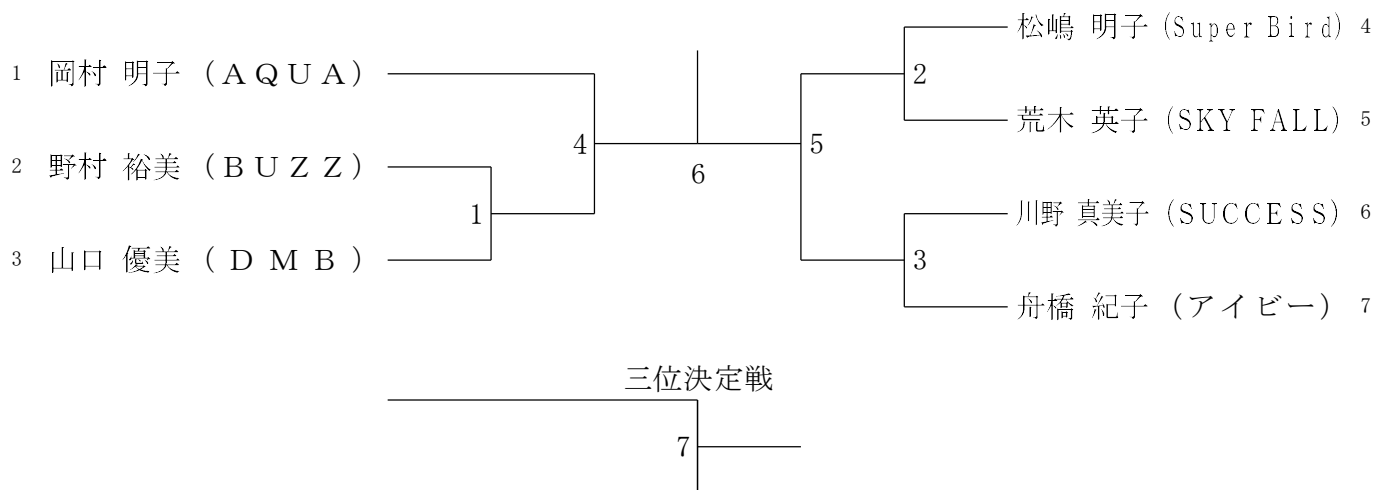 1 岡村 明子 （ＡＱＵＡ）
2 野村 裕美 （ＢＵＺＺ）
3 山口 優美 （ＤＭＢ）
1
4
6
5
2
3
松嶋 明子 (Super Bird) 4
荒木 英子 (SKY FALL) 5
川野 真美子 (SUCCESS) 6
舟橋 紀子 （アイビー） 7
三位決定戦
7